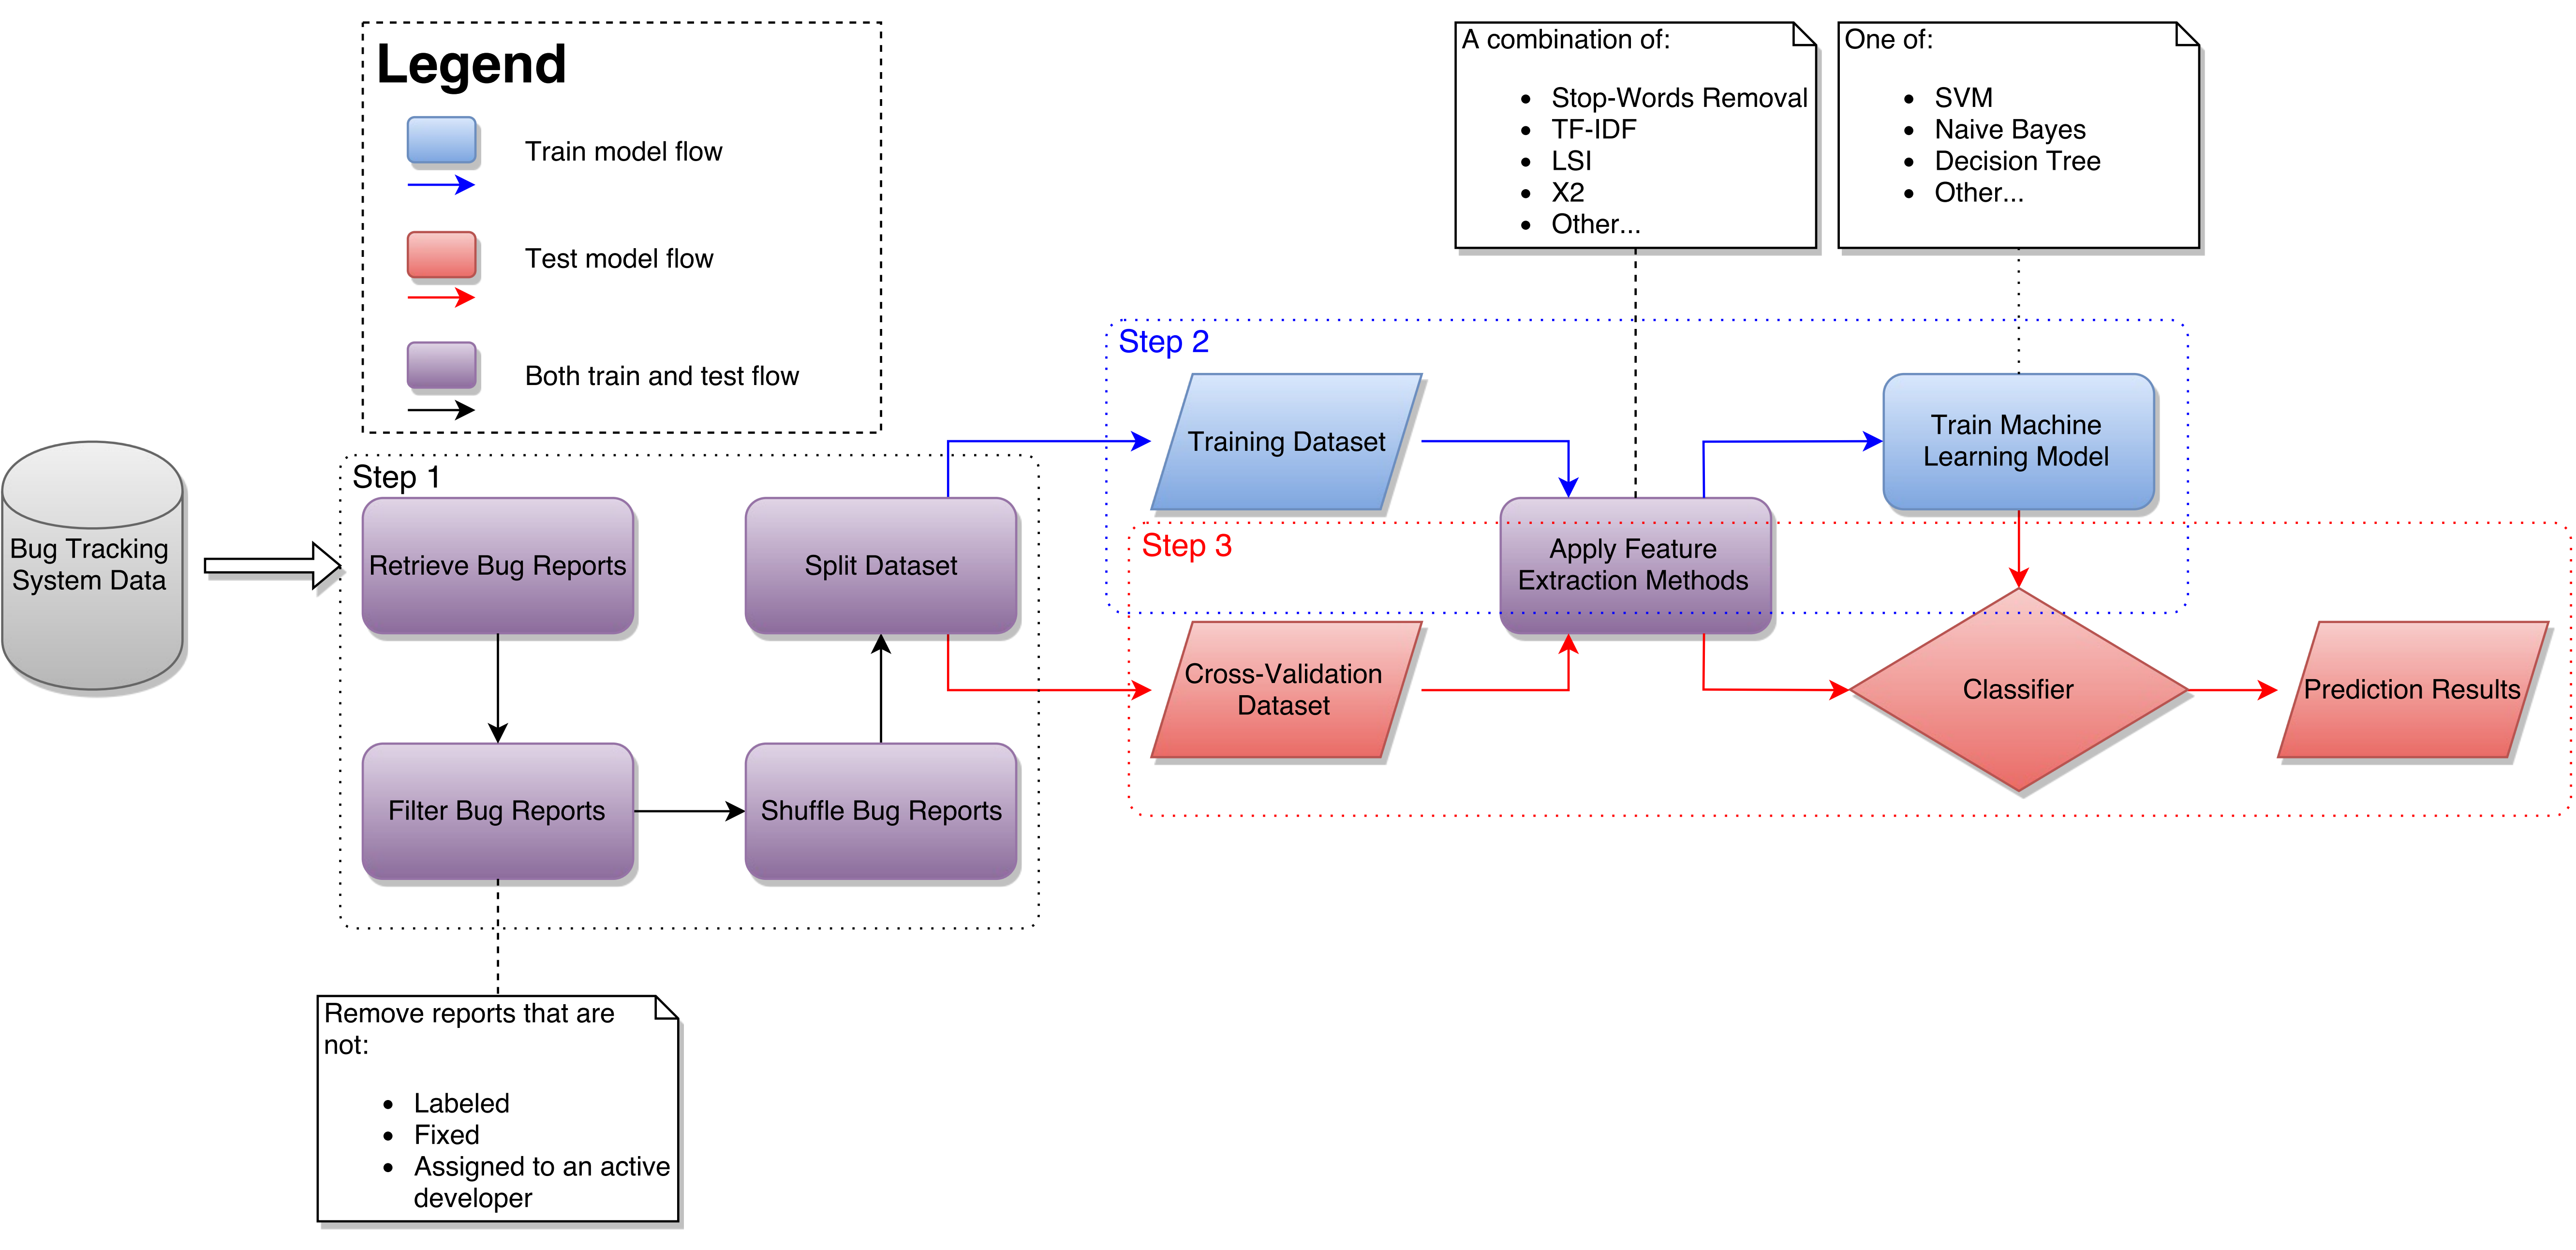 Legend
Train model flow
Test model flow
Both train and test flow
A combination of:
• Stop-Words Removal
• TF-IDF
• LSI
• X2
• Other...
One of:
• SVM
• Naive Bayes
• Decision Tree
• Other...
Bug Tracking
System Data
Step 1
Retrieve Bug Reports
Filter Bug Reports
Shuffle Bug Reports
Split Dataset
Remove reports that are
not:
• Labeled
• Fixed
• Assigned to an active
developer
Step 2
Training Dataset
Apply Feature
Extraction Methods
Train Machine
Learning Model
Step 3
Cross-Validation
Dataset
Classifier
Prediction Results